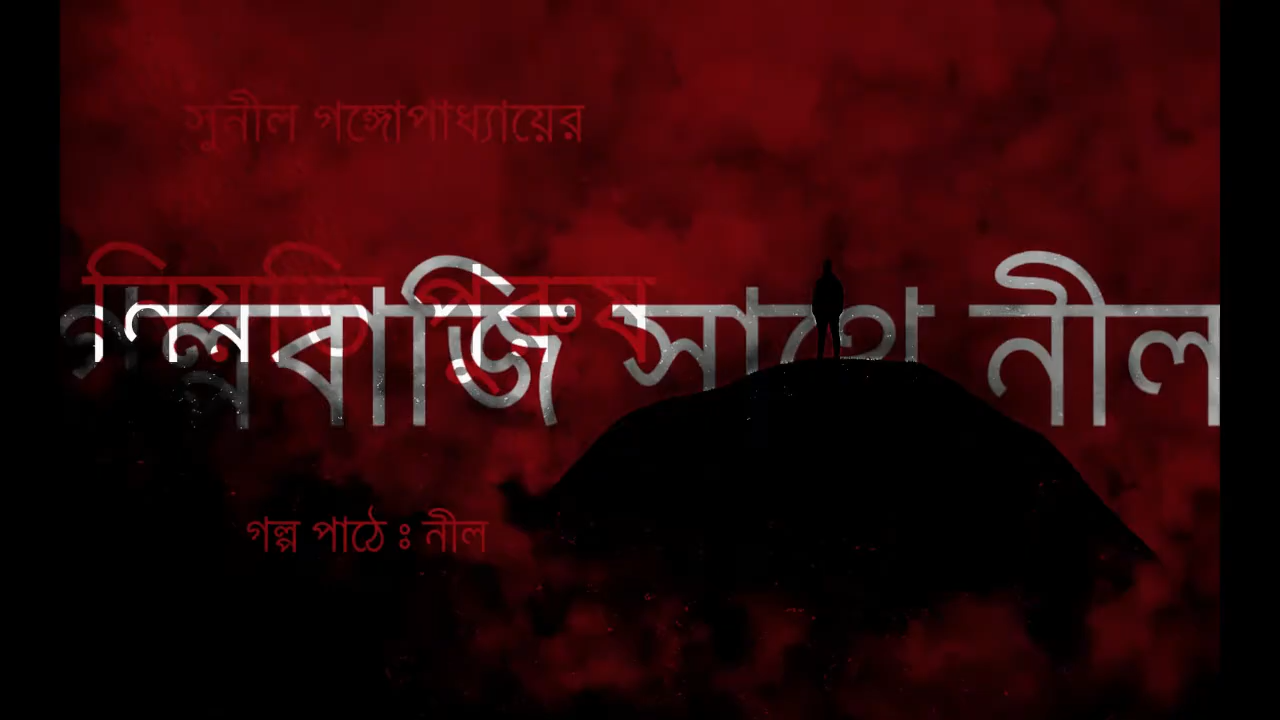 সুনীল গঙ্গোপাধ্যায়ের
নিয়তি পুরুষ
গল্পবাজি সাথে নীল
গল্প পাঠে ঃ নীল